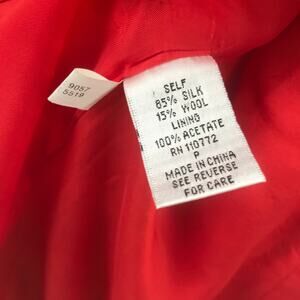 9057
5519
SELF
85% SILK
15% WOOL
LINING
100% ACETATE
RN 110772
P
MADE IN CHINA
SEE REVERSE
FOR CARE